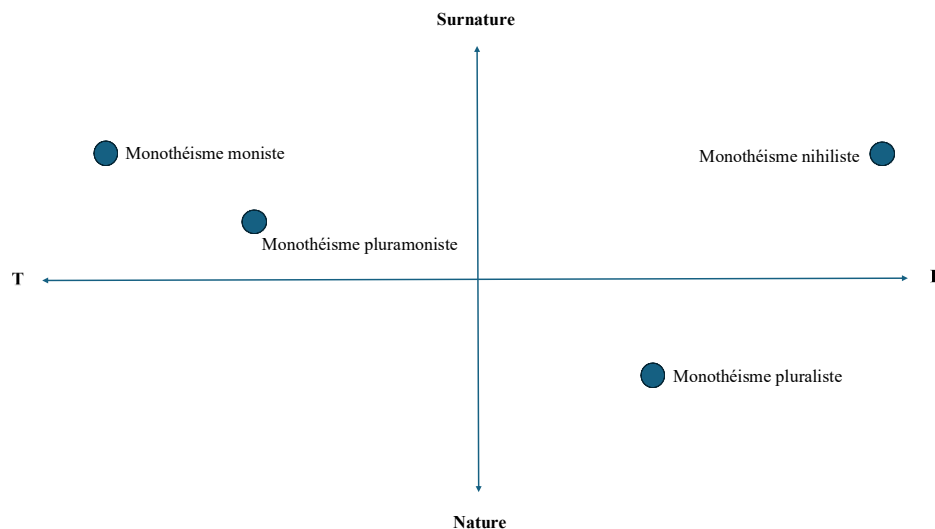 Surnature
Monothéisme moniste
Monothéisme nihiliste
Monothéisme pluramoniste
T
Monothéisme pluraliste
Nature